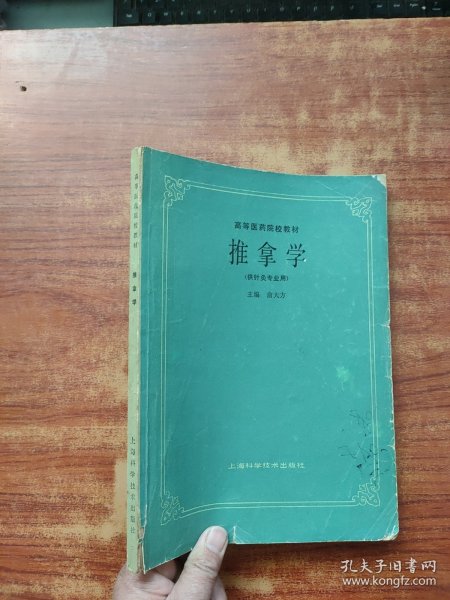 高等医药院校教材
推拿学
(供针灸专业用)
主编 俞大方
上海科学技术出版社
高等医药院校教材
推拿学
上海科学技术出版社
孔夫子旧书网
www.kongfz.com